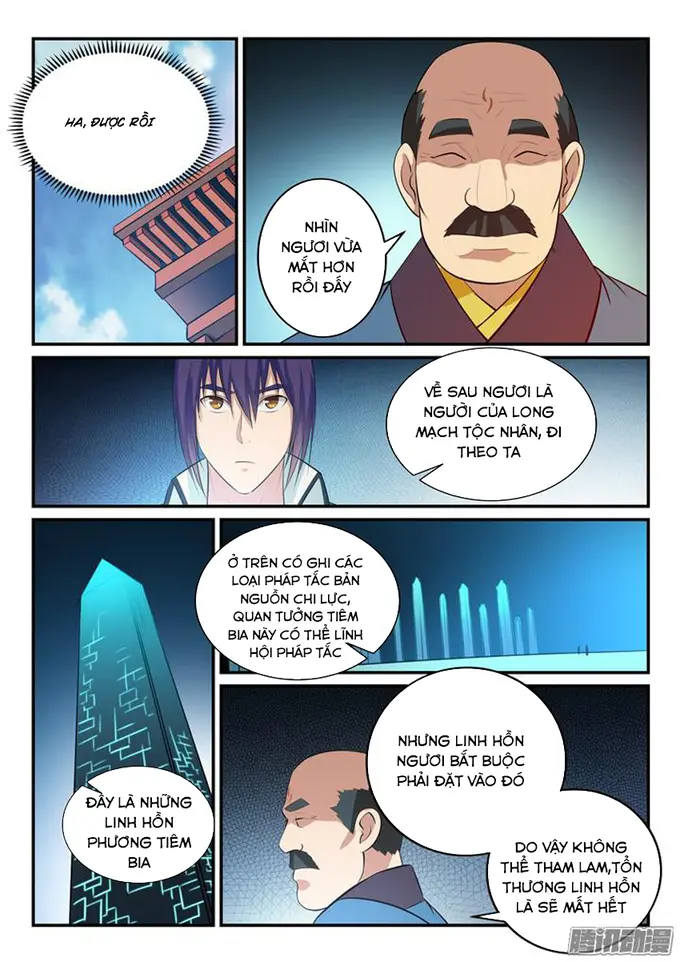 HA, ĐƯỢC RỒI
NHÌN
NGƯƠI VỪA
MẮT HƠN
RỒI ĐẤY
VỀ SAU NGƯƠI LÀ
NGƯỜI CỦA LONG
MẠCH TỘC NHÂN, ĐI
THEO TA
Ở TRÊN CÓ GHI CÁC
LOẠI PHÁP TẮC BẢN
NGUỒN CHI LỰC,
QUAN TƯỞNG TIÊM
BIA NÀY CÓ THỂ LĨNH
HỘI PHÁP TẮC
ĐÂY LÀ NHỮNG
LINH HỒN
PHƯƠNG TIÊM
BIA
NHƯNG LINH HỒN
NGƯƠI BẮT BUỘC
PHẢI ĐẶT VÀO ĐÓ
DO VẬY KHÔNG
THỂ THAM LAM,TỔN
THƯƠNG LINH HỒN
LÀ SẼ MẤT HẾT
腾讯动漫